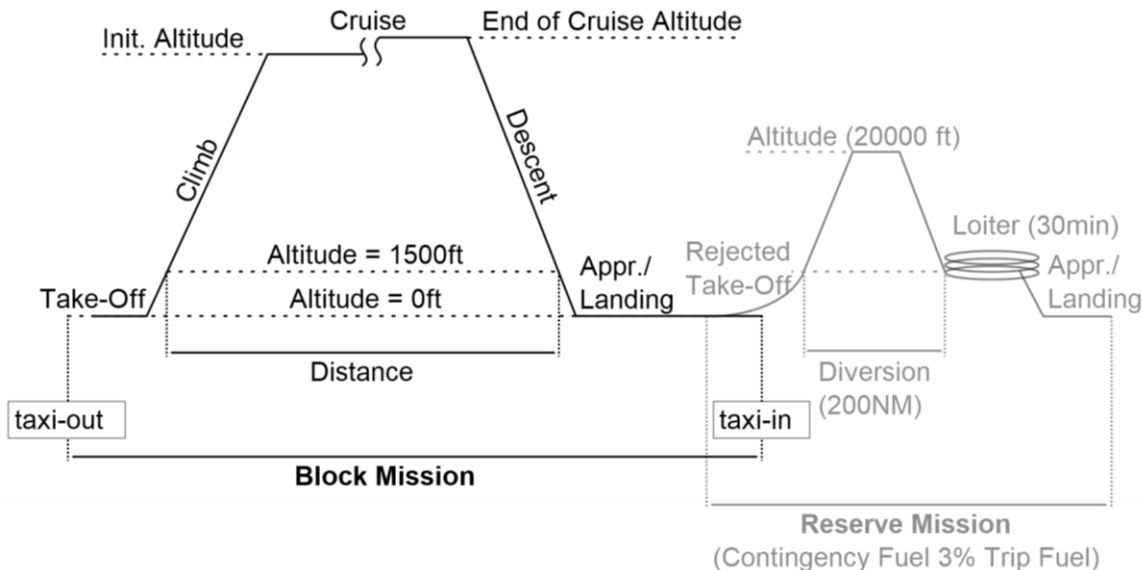 Cruise
End of Cruise Altitude
Init. Altitude
Climb
Descent
Altitude = 1500ft
Altitude = 0ft
Take-Off
Appr./
Landing
Distance
taxi-out
taxi-in
Block Mission
Altitude (20000 ft)
Loiter (30min)
Rejected
Take-Off
Appr./
Landing
Diversion
(200NM)
Reserve Mission
(Contingency Fuel 3% Trip Fuel)